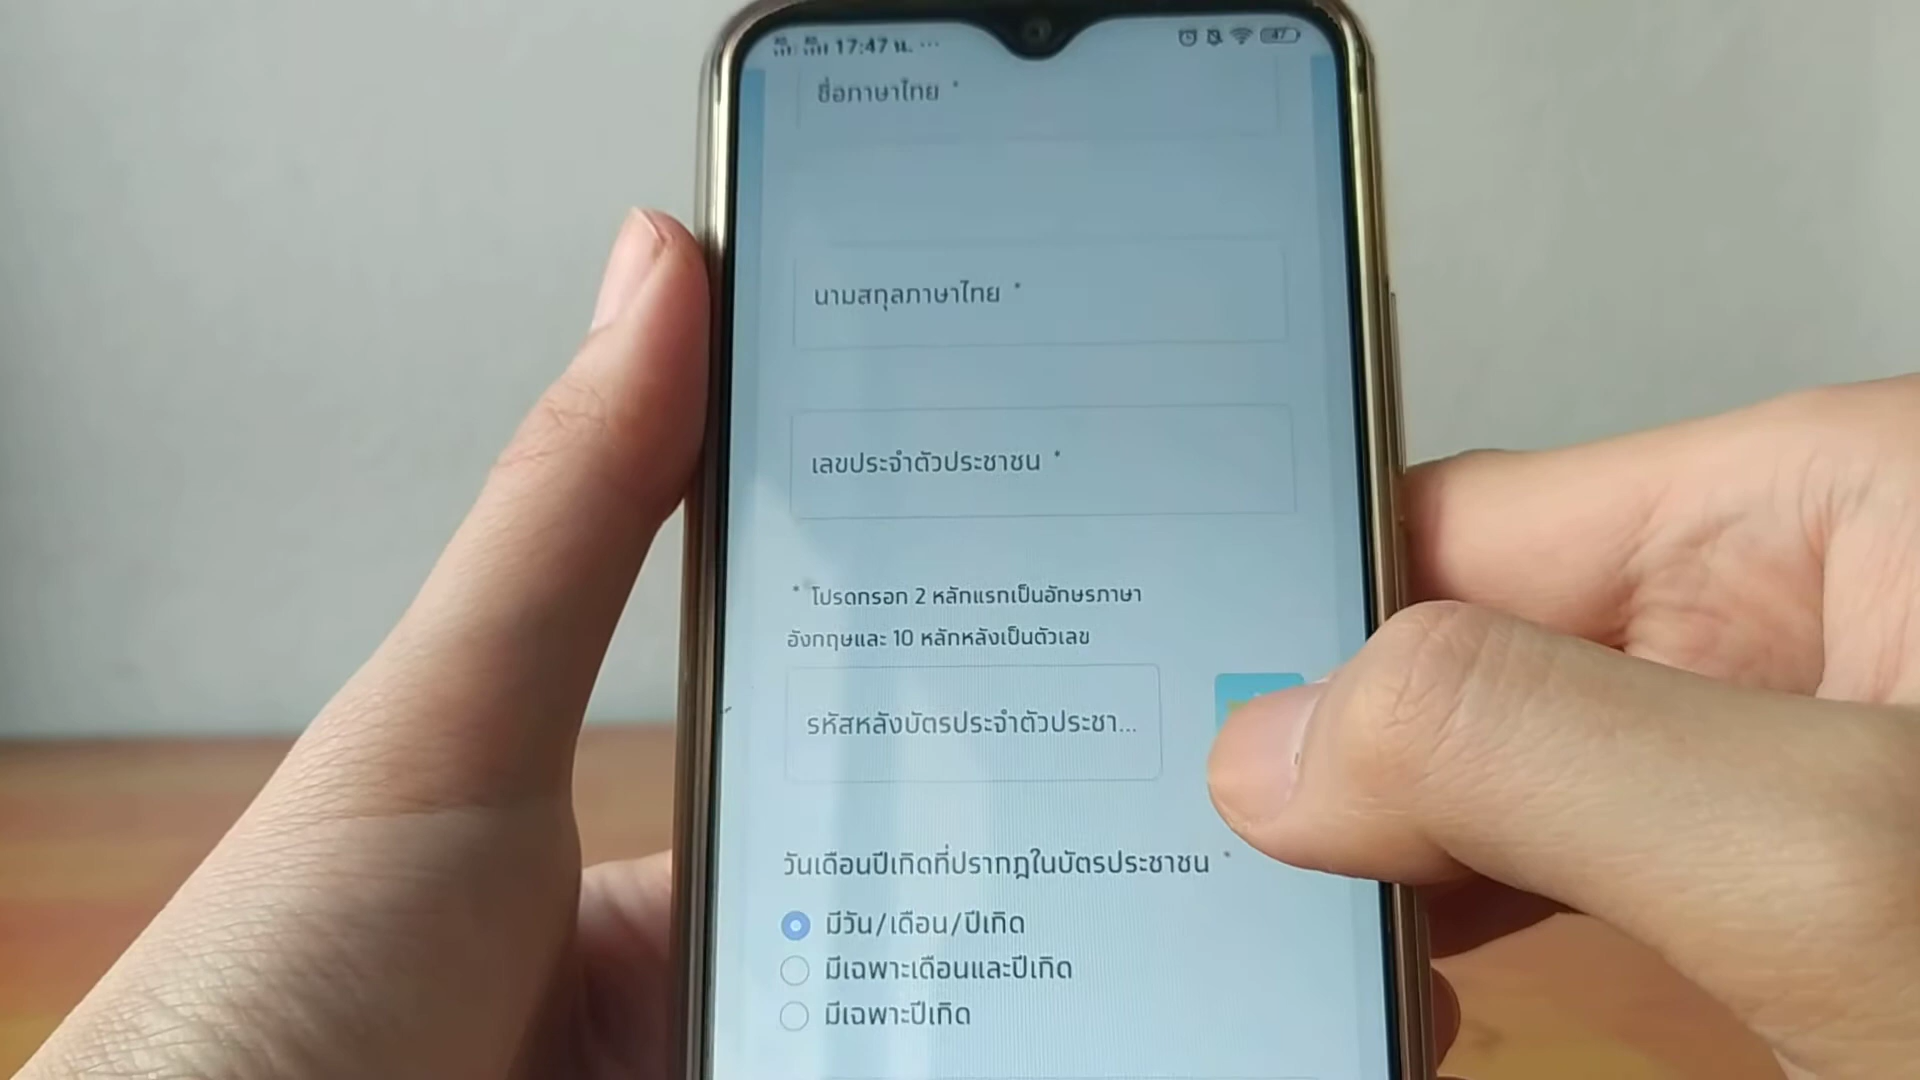 17:47 น. ...
47
ชื่อภาษาไทย *
นามสกุลภาษาไทย *
เลขประจำตัวประชาชน *
* โปรดกรอก 2 หลักแรกเป็นอักษรภาษา
อังกฤษและ 10 หลักหลังเป็นตัวเลข
รหัสหลังบัตรประจำตัวประชา...
วันเดือนปีเกิดที่ปรากฏในบัตรประชาชน *
มีวัน/เดือน/ปีเกิด
มีเฉพาะเดือนและปีเกิด
มีเฉพาะปีเกิด